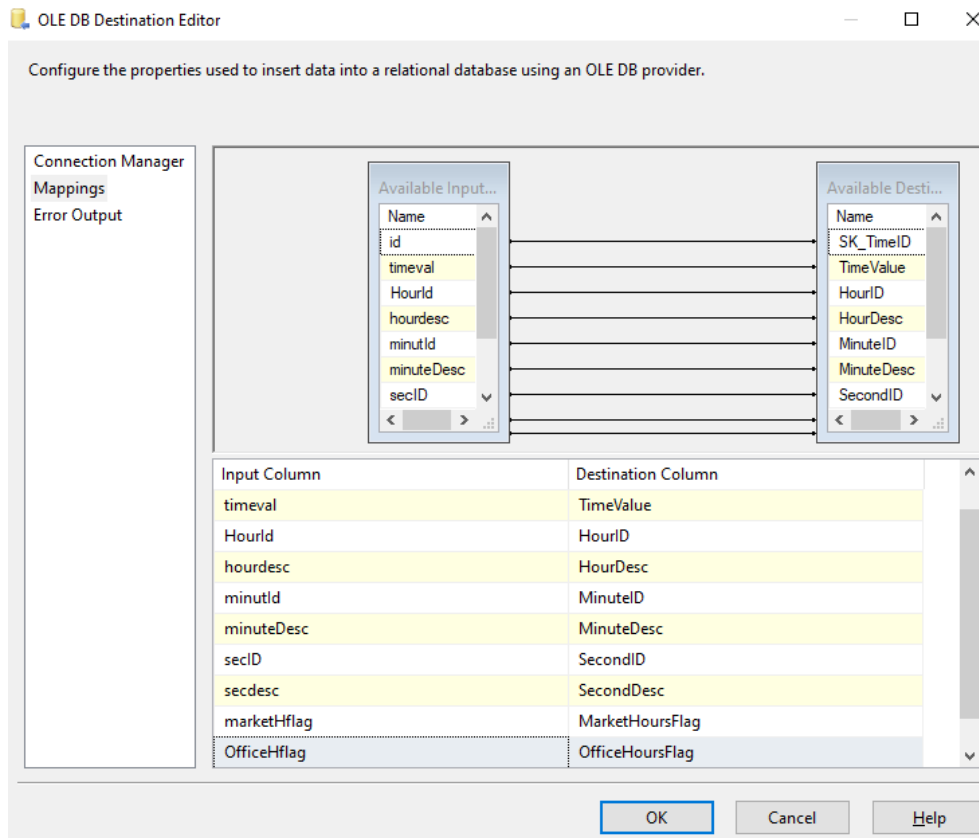 OLE DB Destination Editor
Configure the properties used to insert data into a relational database using an OLE DB provider.
Connection Manager
Mappings
Error Output
Available Input...
Name
id
timeval
HourId
hourdesc
minutId
minuteDesc
secID
Available Desti...
Name
SK_TimeID
TimeValue
HourID
HourDesc
MinuteID
MinuteDesc
SecondID
Input Column Destination Column
timeval TimeValue
HourId HourID
hourdesc HourDesc
minutId MinuteID
minuteDesc MinuteDesc
secID SecondID
secdesc SecondDesc
marketHflag MarketHoursFlag
OfficeHflag OfficeHoursFlag
OK Cancel Help